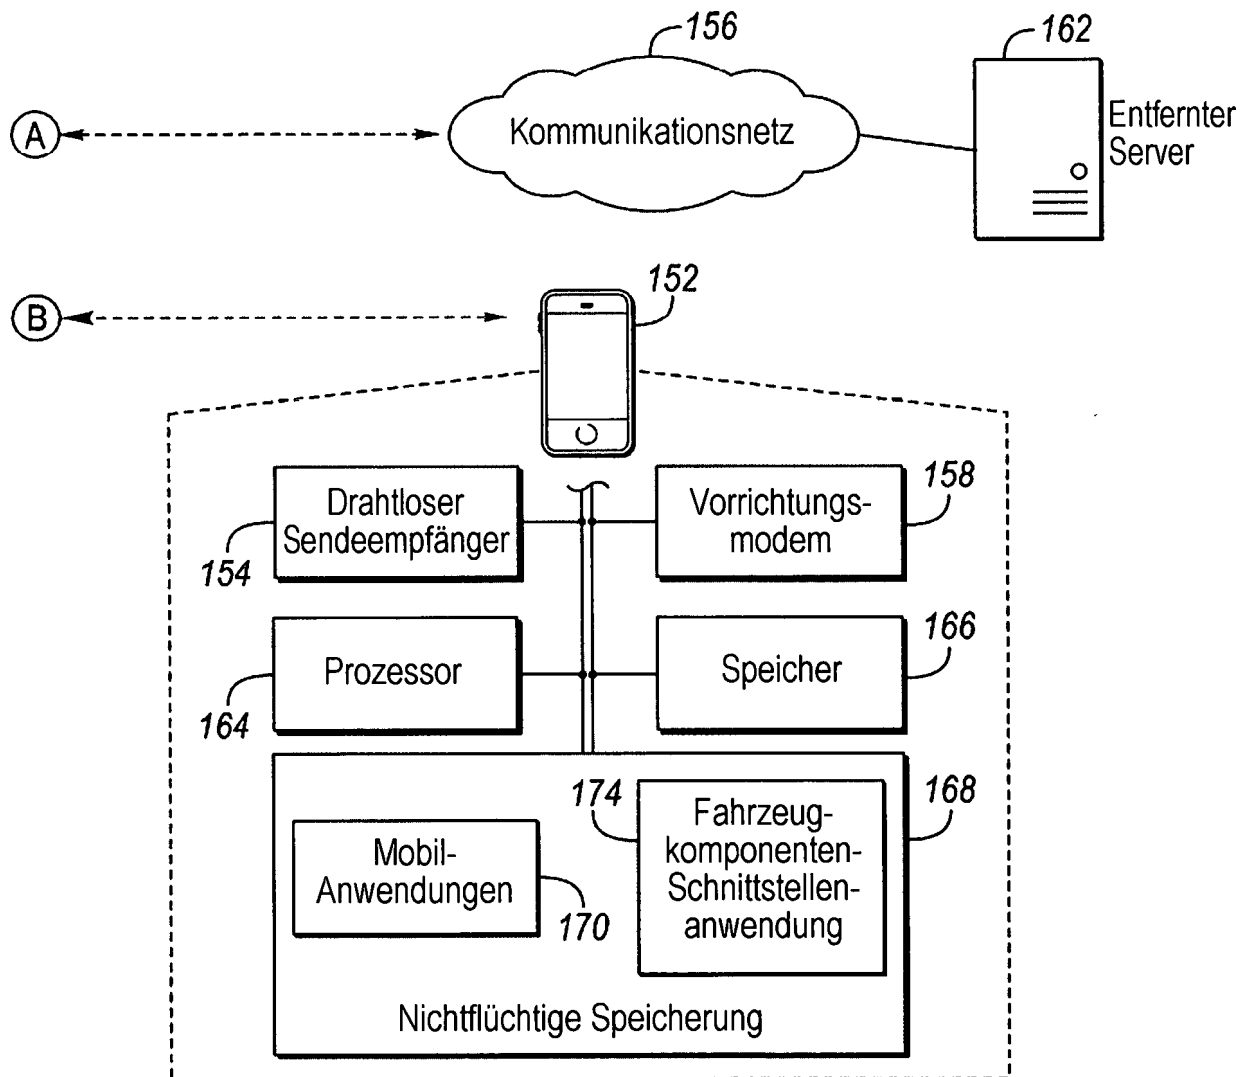 156
162
A
Kommunikationsnetz
Entfernter
Server
B
152
Drahtloser
Sendeempfänger
154
Vorrichtungs-
modem
158
Prozessor
164
Speicher
166
174
168
Mobil-
Anwendungen
170
Fahrzeug-
komponenten-
Schnittstellen-
anwendung
Nichtflüchtige Speicherung